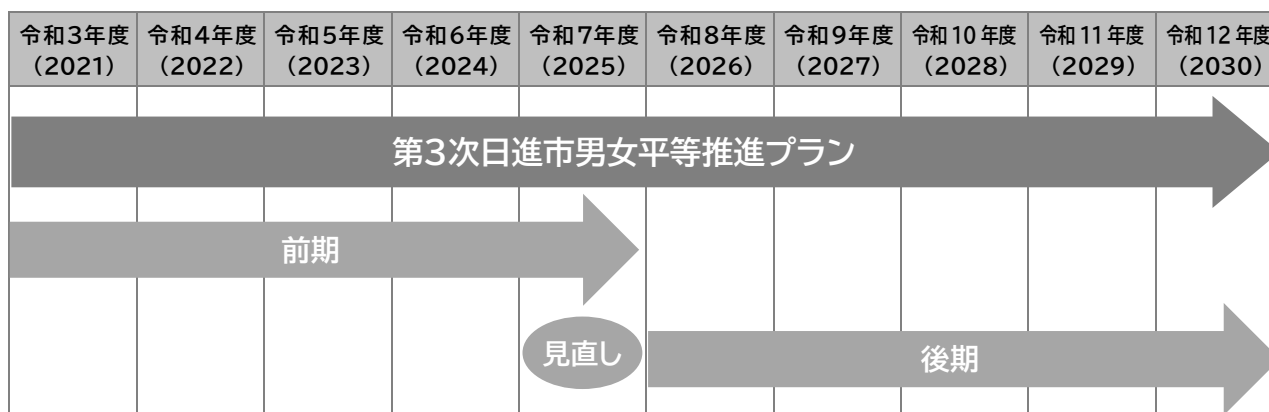 令和3年度 令和4年度 令和5年度 令和6年度 令和7年度 令和8年度 令和9年度 令和10年度 令和11年度 令和12年度
(2021) (2022) (2023) (2024) (2025) (2026) (2027) (2028) (2029) (2030)
第3次日進市男女平等推進プラン
前期
見直し 後期